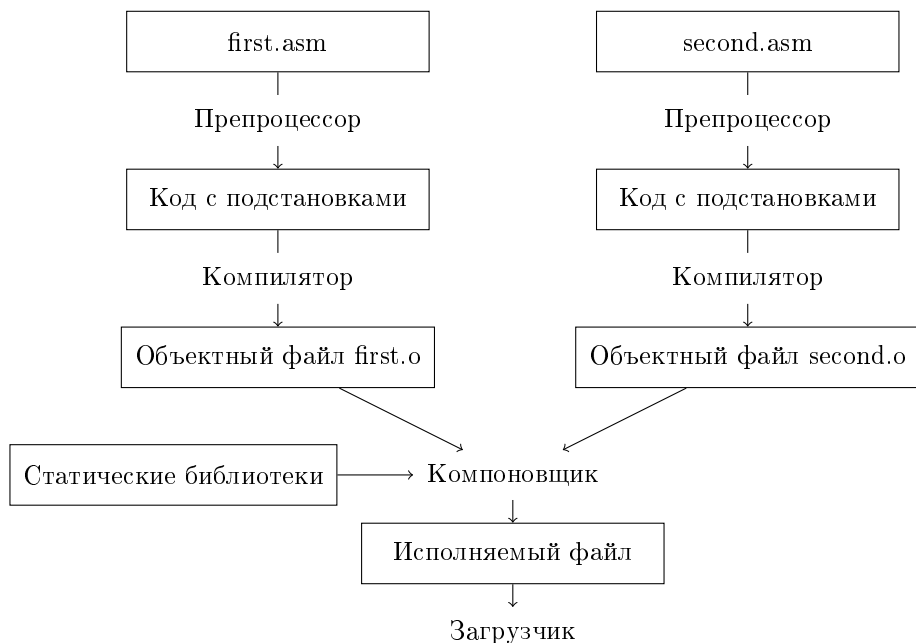 first.asm
second.asm
Препроцессор
Препроцессор
Код с подстановками
Код с подстановками
Компилятор
Компилятор
Объектный файл first.o
Объектный файл second.o
Статические библиотеки
Компоновщик
Исполняемый файл
Загрузчик